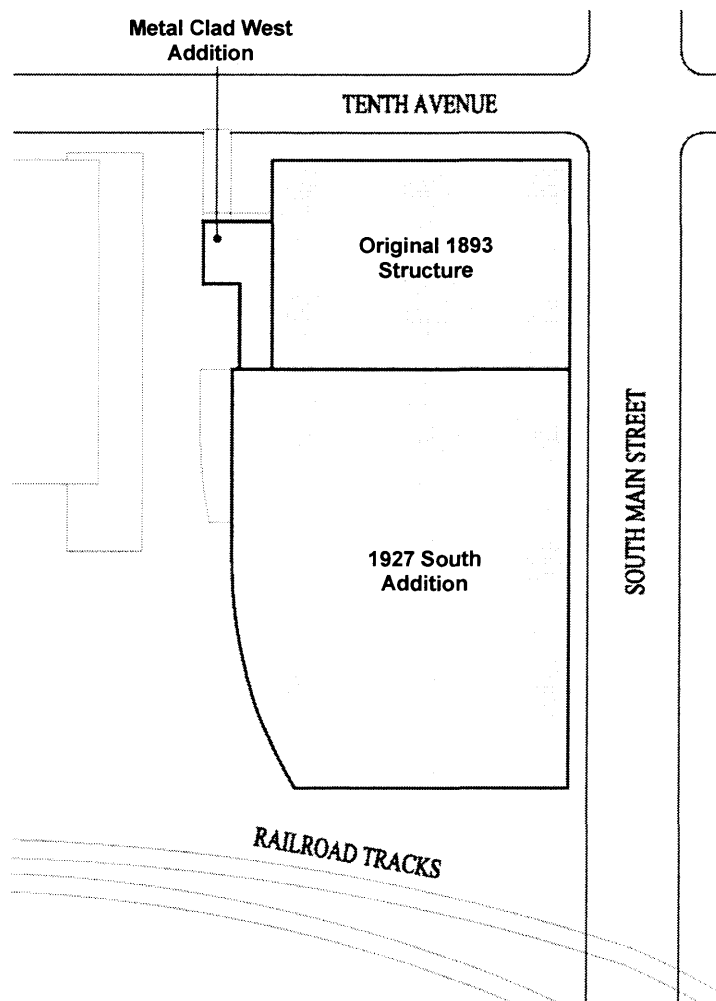 Metal Clad West
Addition
TENTH AVENUE
Original 1893
Structure
SOUTH MAIN STREET
1927 South
Addition
RAILROAD TRACKS